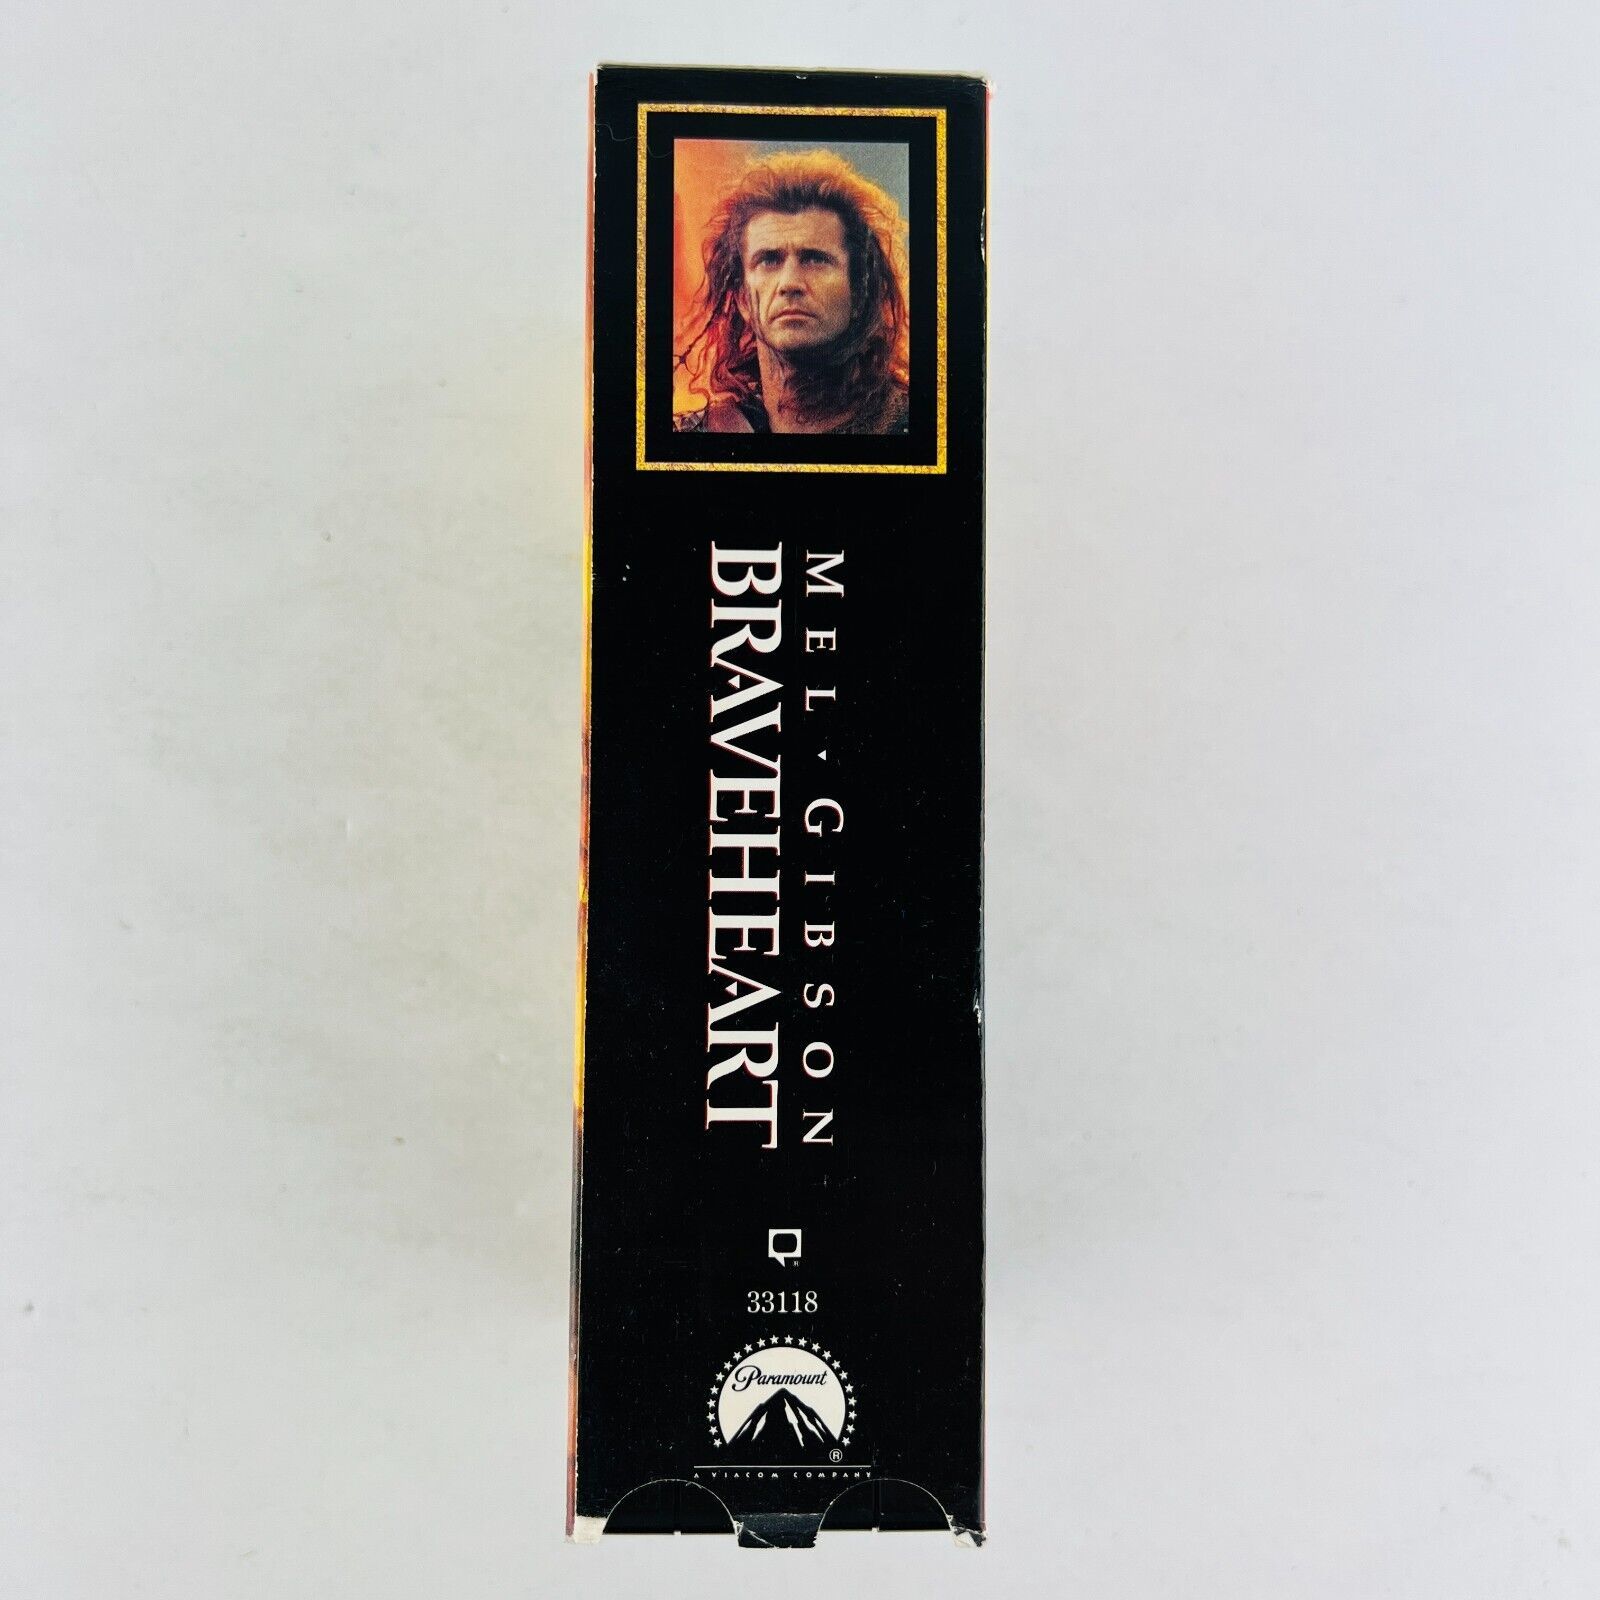 MEL · GIBSON
BRAVEHEART
33118
Paramount
®
A VIACOM COMPANY